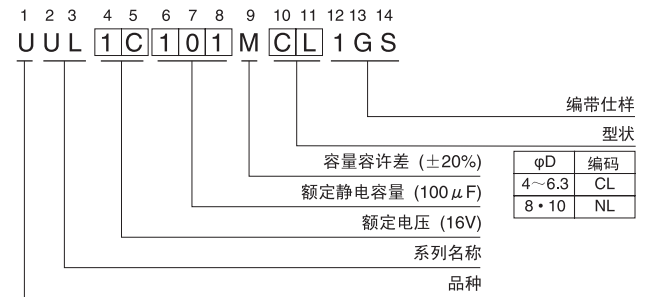 1 2 3 4 5 6 7 8 9 10 11 12 13 14
U U L 1 C 1 0 1 M C L 1 G S
编带仕样
型状
容量容许差 (±20%)
额定静电容量 (100μF)
额定电压 (16V)
系列名称
品种
φD 编码
4～6.3 CL
8・10 NL